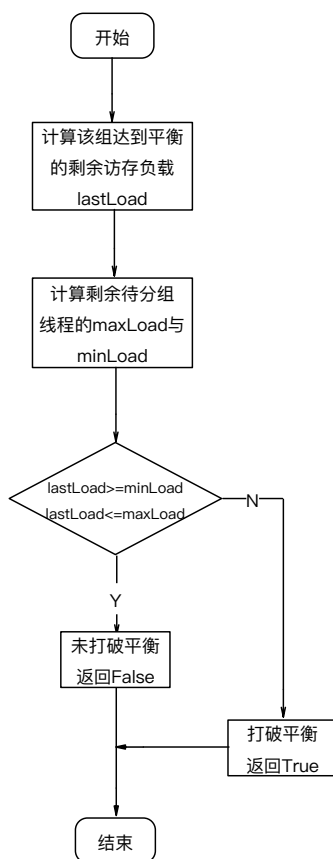 开始
计算该组达到平衡
的剩余访存负载
lastLoad
计算剩余待分组
线程的maxLoad与
minLoad
lastLoad>=minLoad
lastLoad<=maxLoad
N
Y
未打破平衡
返回False
打破平衡
返回True
结束